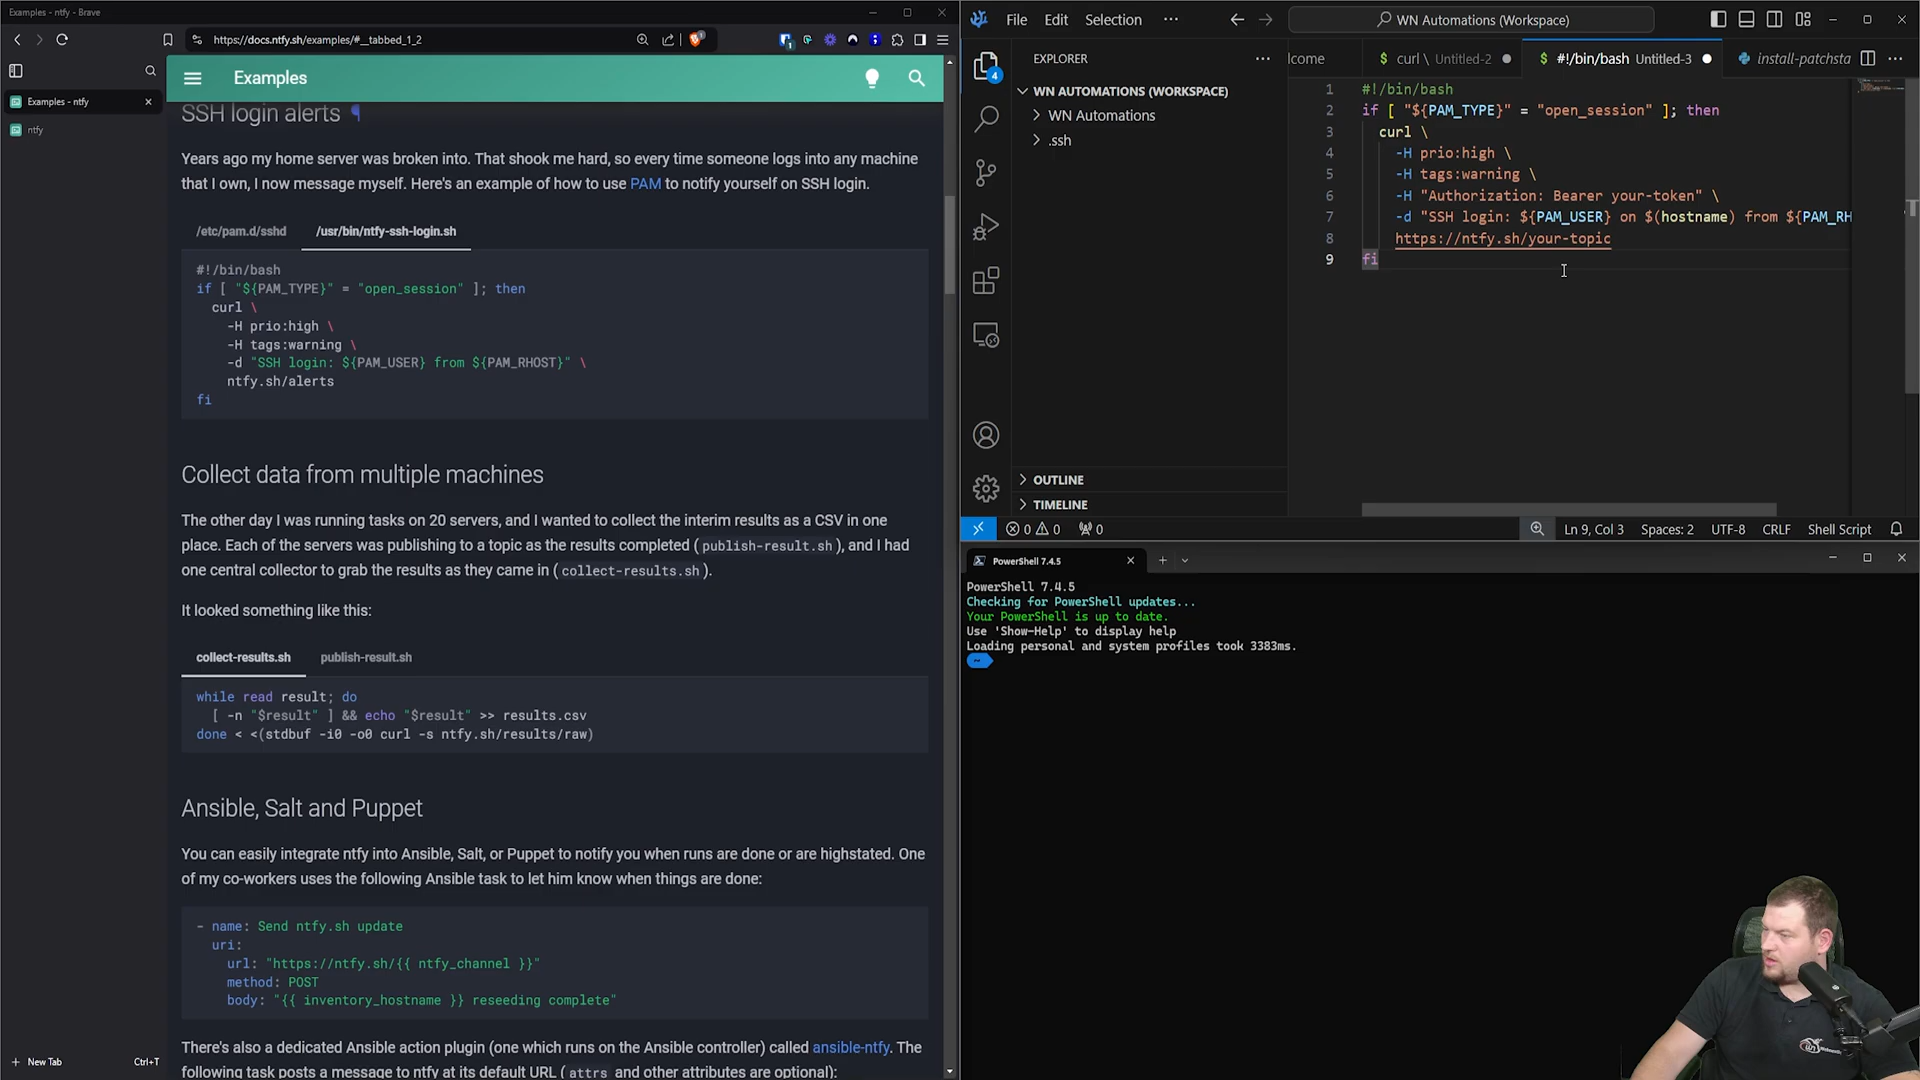 Examples - ntfy - Brave
https://docs.ntfy.sh/examples/#__tabbed_1_2
Examples - ntfy
ntfy
New Tab
Ctrl+T
Examples
SSH login alerts ¶
Years ago my home server was broken into. That shook me hard, so every time someone logs into any machine
that I own, I now message myself. Here's an example of how to use PAM to notify yourself on SSH login.
/etc/pam.d/sshd
/usr/bin/ntfy-ssh-login.sh
#!/bin/bash
if [ "${PAM_TYPE}" = "open_session" ]; then
curl \
-H prio:high \
-H tags:warning \
-d "SSH login: ${PAM_USER} from ${PAM_RHOST}" \
ntfy.sh/alerts
fi
Collect data from multiple machines
The other day I was running tasks on 20 servers, and I wanted to collect the interim results as a CSV in one
place. Each of the servers was publishing to a topic as the results completed ( publish-result.sh ), and I had
one central collector to grab the results as they came in ( collect-results.sh ).
It looked something like this:
collect-results.sh
publish-result.sh
while read result; do
[ -n "$result" ] && echo "$result" >> results.csv
done < <(stdbuf -i0 -o0 curl -s ntfy.sh/results/raw)
Ansible, Salt and Puppet
You can easily integrate ntfy into Ansible, Salt, or Puppet to notify you when runs are done or are highstated. One
of my co-workers uses the following Ansible task to let him know when things are done:
- name: Send ntfy.sh update
uri:
url: "https://ntfy.sh/{{ ntfy_channel }}"
method: POST
body: "{{ inventory_hostname }} reseeding complete"
There's also a dedicated Ansible action plugin (one which runs on the Ansible controller) called ansible-ntfy. The
following task posts a message to ntfy at its default URL ( attrs and other attributes are optional):
File Edit Selection ···
WN Automations (Workspace)
EXPLORER
lcome
$ curl \ Untitled-2
$ #!/bin/bash Untitled-3
install-patchsta
4
WN AUTOMATIONS (WORKSPACE)
WN Automations
.ssh
OUTLINE
TIMELINE
1 #!/bin/bash
2 if [ "${PAM_TYPE}" = "open_session" ]; then
3 curl \
4 -H prio:high \
5 -H tags:warning \
6 -H "Authorization: Bearer your-token" \
7 -d "SSH login: ${PAM_USER} on $(hostname) from ${PAM_RH
8 https://ntfy.sh/your-topic
9 fi
0 0 0
Ln 9, Col 3 Spaces: 2 UTF-8 CRLF Shell Script
PowerShell 7.4.5
PowerShell 7.4.5
Checking for PowerShell updates...
Your PowerShell is up to date.
Use 'Show-Help' to display help
Loading personal and system profiles took 3383ms.
~